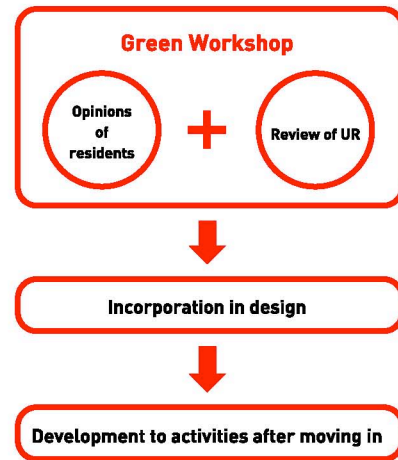 Green Workshop
Opinions
of
residents
+
Review of UR
Incorporation in design
Development to activities after moving in